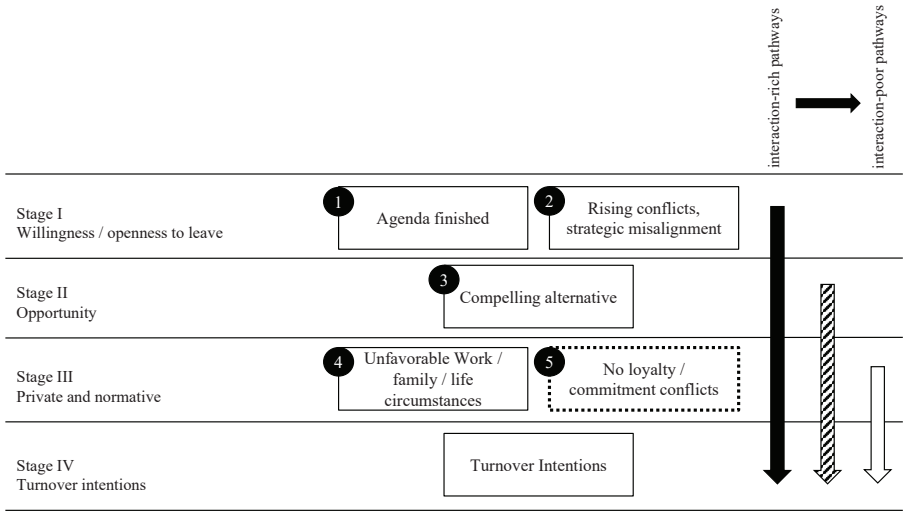 interaction-rich pathways
interaction-poor pathways
Stage I
Willingness / openness to leave
1
Agenda finished
2
Rising conflicts,
strategic misalignment
Stage II
Opportunity
3
Compelling alternative
Stage III
Private and normative
4
Unfavorable Work /
family / life
circumstances
5
No loyalty /
commitment conflicts
Stage IV
Turnover intentions
Turnover Intentions